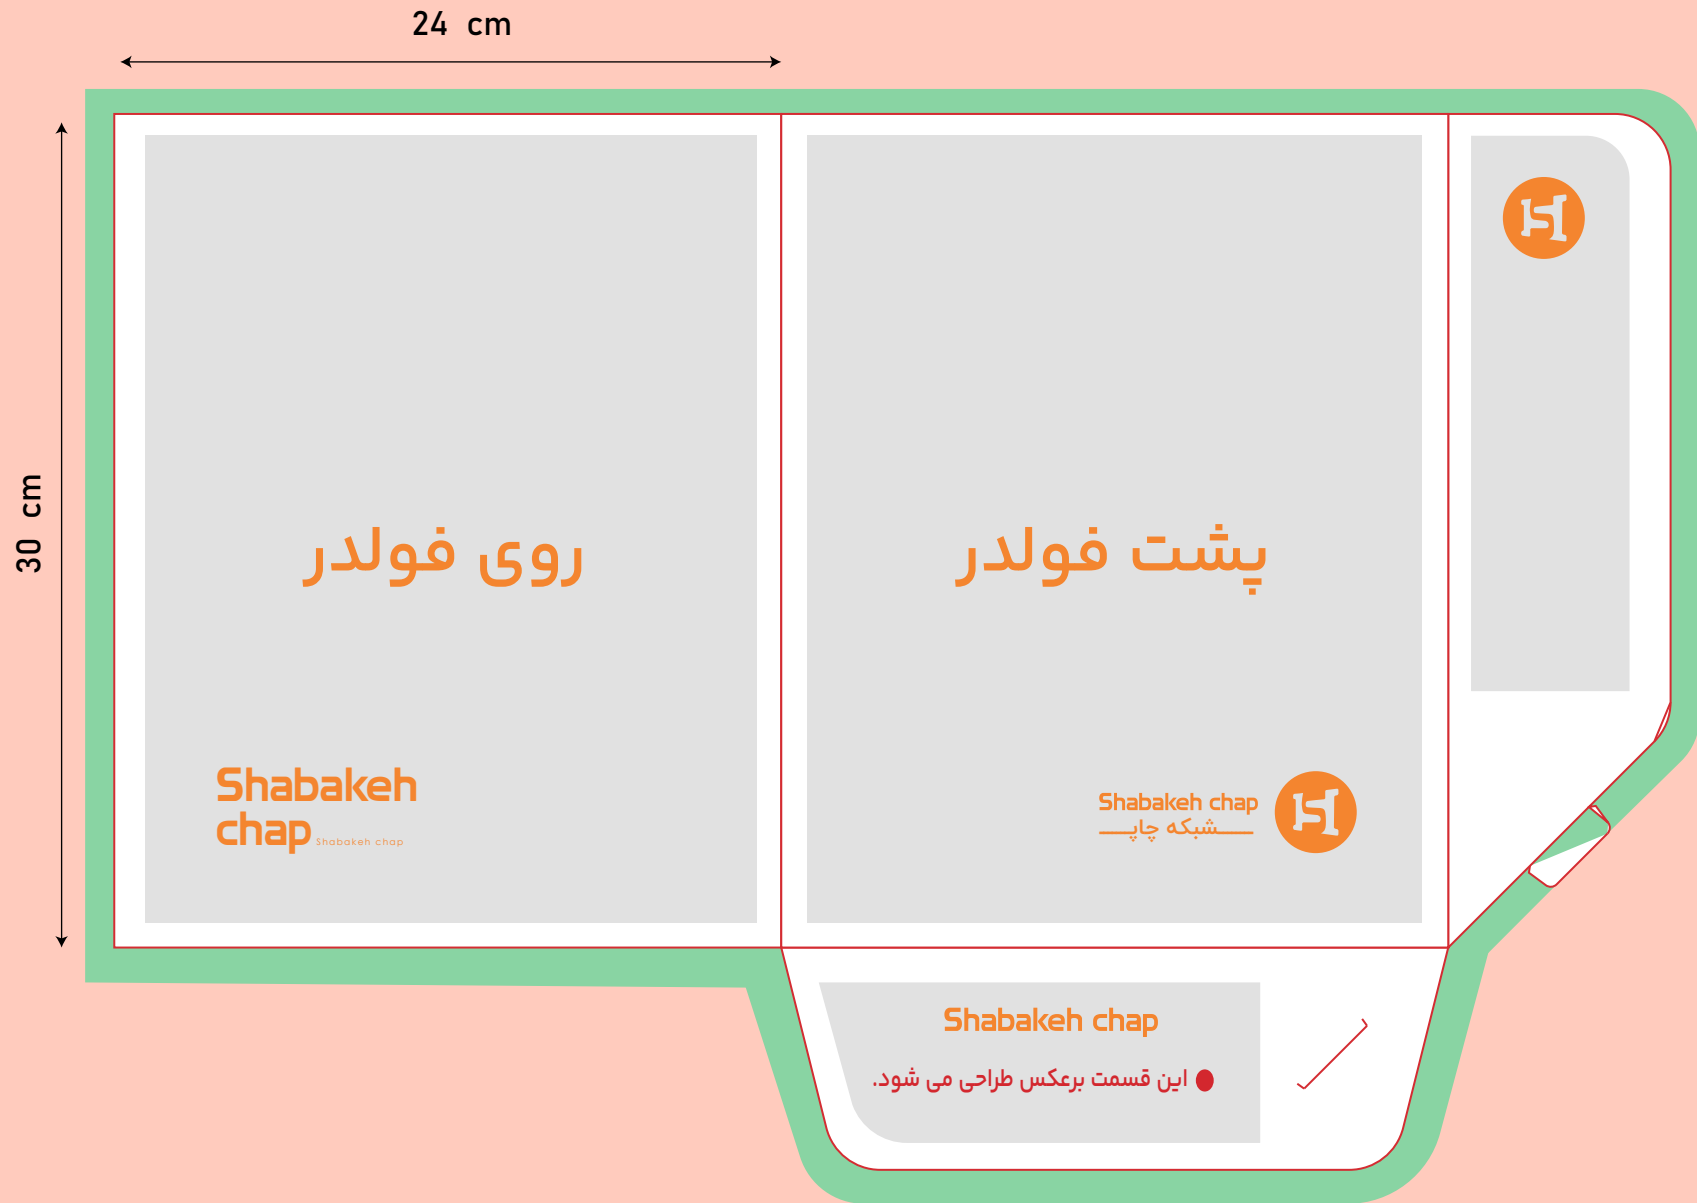 24 cm
30 cm
روی فولدر
پشت فولدر
Shabakeh
chap Shabakeh chap
Shabakeh chap
شبکه چاپ
Shabakeh chap
این قسمت برعکس طراحی می شود.